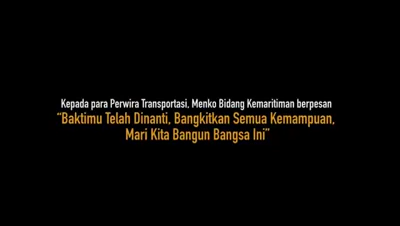 Kepada para Perwira Transportasi, Menko Bidang Kemaritiman berpesan
“Baktimu Telah Dinanti, Bangkitkan Semua Kemampuan,
Mari Kita Bangun Bangsa Ini”